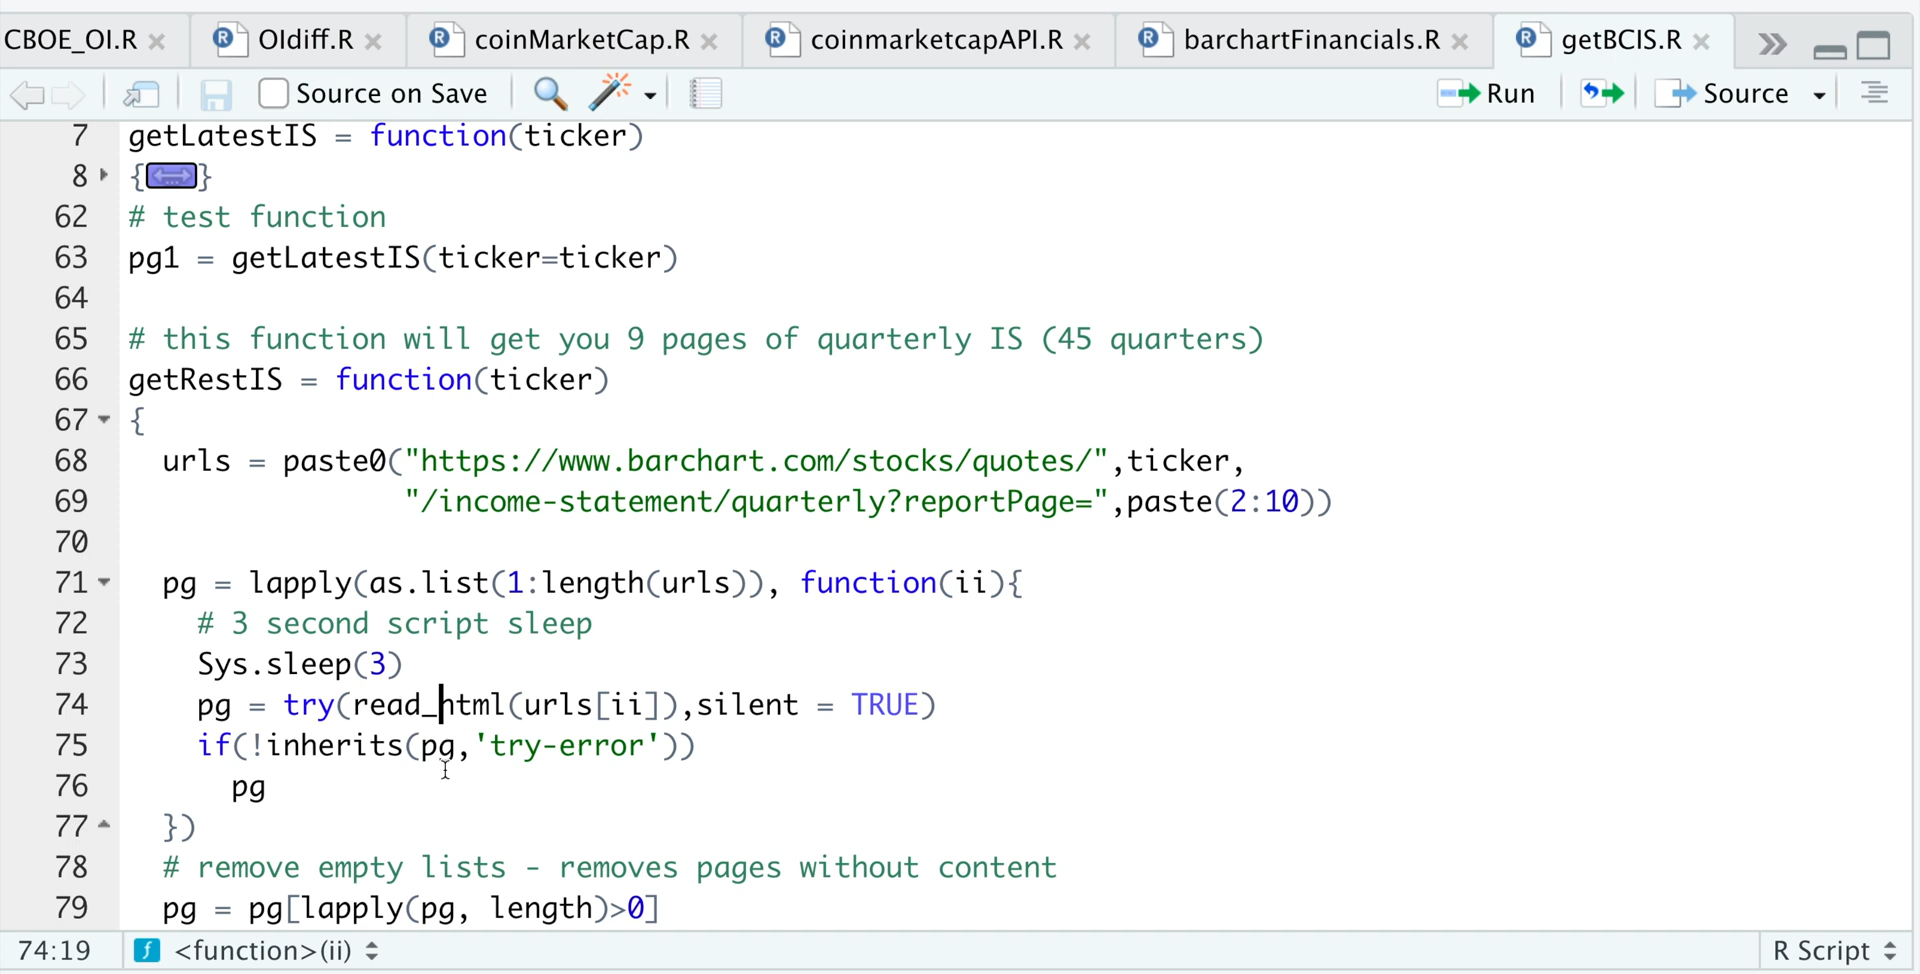 CBOE_OI.R OIdiff.R coinMarketCap.R coinmarketcapAPI.R barchartFinancials.R getBCIS.R
Source on Save Run Source
7 getLatestIS = function(ticker)
8 {...}
62 # test function
63 pg1 = getLatestIS(ticker=ticker)
64
65 # this function will get you 9 pages of quarterly IS (45 quarters)
66 getRestIS = function(ticker)
67 {
68   urls = paste0("https://www.barchart.com/stocks/quotes/",ticker,
69                 "/income-statement/quarterly?reportPage=",paste(2:10))
70
71   pg = lapply(as.list(1:length(urls)), function(ii){
72     # 3 second script sleep
73     Sys.sleep(3)
74     pg = try(read_html(urls[ii]),silent = TRUE)
75     if(!inherits(pg,'try-error'))
76       pg
77   })
78   # remove empty lists - removes pages without content
79   pg = pg[lapply(pg, length)>0]
74:19 f <function>(ii) R Script